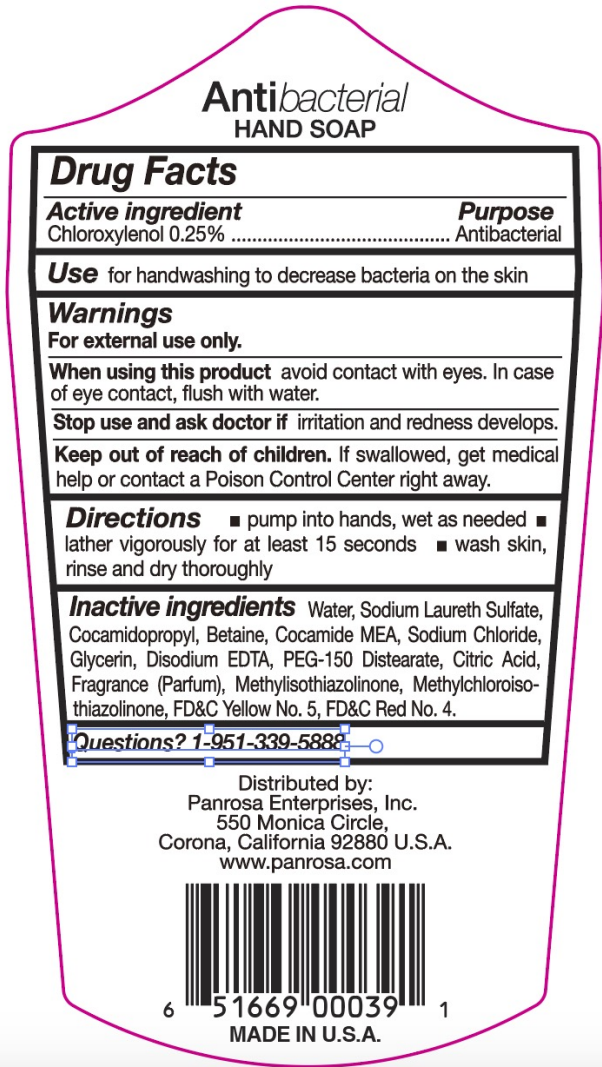 Antibacterial
HAND SOAP
Drug Facts
Active ingredient Purpose
Chloroxylenol 0.25% .......................................... Antibacterial
Use for handwashing to decrease bacteria on the skin
Warnings
For external use only.
When using this product avoid contact with eyes. In case
of eye contact, flush with water.
Stop use and ask doctor if irritation and redness develops.
Keep out of reach of children. If swallowed, get medical
help or contact a Poison Control Center right away.
Directions ■ pump into hands, wet as needed ■
lather vigorously for at least 15 seconds ■ wash skin,
rinse and dry thoroughly
Inactive ingredients Water, Sodium Laureth Sulfate,
Cocamidopropyl, Betaine, Cocamide MEA, Sodium Chloride,
Glycerin, Disodium EDTA, PEG-150 Distearate, Citric Acid,
Fragrance (Parfum), Methylisothiazolinone, Methylchloroiso-
thiazolinone, FD&C Yellow No. 5, FD&C Red No. 4.
Questions? 1-951-339-5888
Distributed by:
Panrosa Enterprises, Inc.
550 Monica Circle,
Corona, California 92880 U.S.A.
www.panrosa.com
6 51669 00039 1
MADE IN U.S.A.